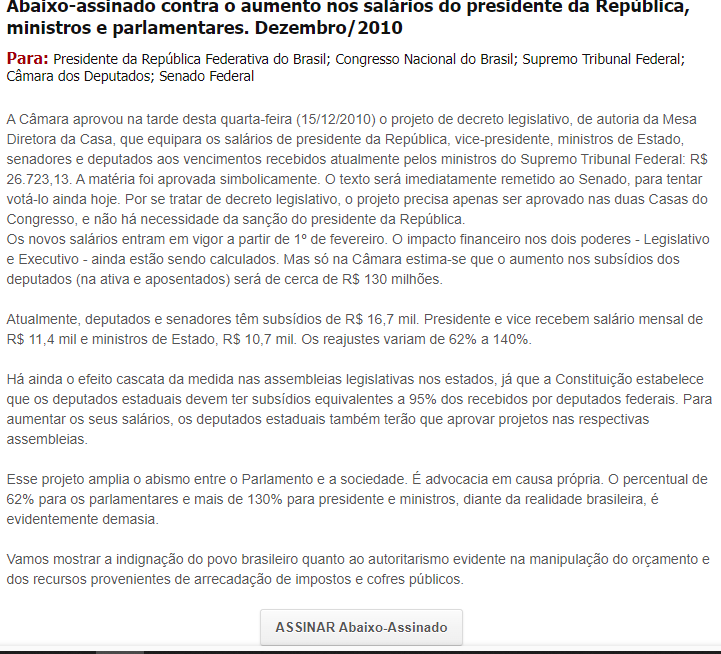 Abaixo-assinado contra o aumento nos salários do presidente da República,
ministros e parlamentares. Dezembro/2010
Para: Presidente da República Federativa do Brasil; Congresso Nacional do Brasil; Supremo Tribunal Federal;
Câmara dos Deputados; Senado Federal
A Câmara aprovou na tarde desta quarta-feira (15/12/2010) o projeto de decreto legislativo, de autoria da Mesa
Diretora da Casa, que equipara os salários de presidente da República, vice-presidente, ministros de Estado,
senadores e deputados aos vencimentos recebidos atualmente pelos ministros do Supremo Tribunal Federal: R$
26.723,13. A matéria foi aprovada simbolicamente. O texto será imediatamente remetido ao Senado, para tentar
votá-lo ainda hoje. Por se tratar de decreto legislativo, o projeto precisa apenas ser aprovado nas duas Casas do
Congresso, e não há necessidade da sanção do presidente da República.
Os novos salários entram em vigor a partir de 1º de fevereiro. O impacto financeiro nos dois poderes - Legislativo
e Executivo - ainda estão sendo calculados. Mas só na Câmara estima-se que o aumento nos subsídios dos
deputados (na ativa e aposentados) será de cerca de R$ 130 milhões.
Atualmente, deputados e senadores têm subsídios de R$ 16,7 mil. Presidente e vice recebem salário mensal de
R$ 11,4 mil e ministros de Estado, R$ 10,7 mil. Os reajustes variam de 62% a 140%.
Há ainda o efeito cascata da medida nas assembleias legislativas nos estados, já que a Constituição estabelece
que os deputados estaduais devem ter subsídios equivalentes a 95% dos recebidos por deputados federais. Para
aumentar os seus salários, os deputados estaduais também terão que aprovar projetos nas respectivas
assembleias.
Esse projeto amplia o abismo entre o Parlamento e a sociedade. É advocacia em causa própria. O percentual de
62% para os parlamentares e mais de 130% para presidente e ministros, diante da realidade brasileira, é
evidentemente demasia.
Vamos mostrar a indignação do povo brasileiro quanto ao autoritarismo evidente na manipulação do orçamento e
dos recursos provenientes de arrecadação de impostos e cofres públicos.
ASSINAR Abaixo-Assinado